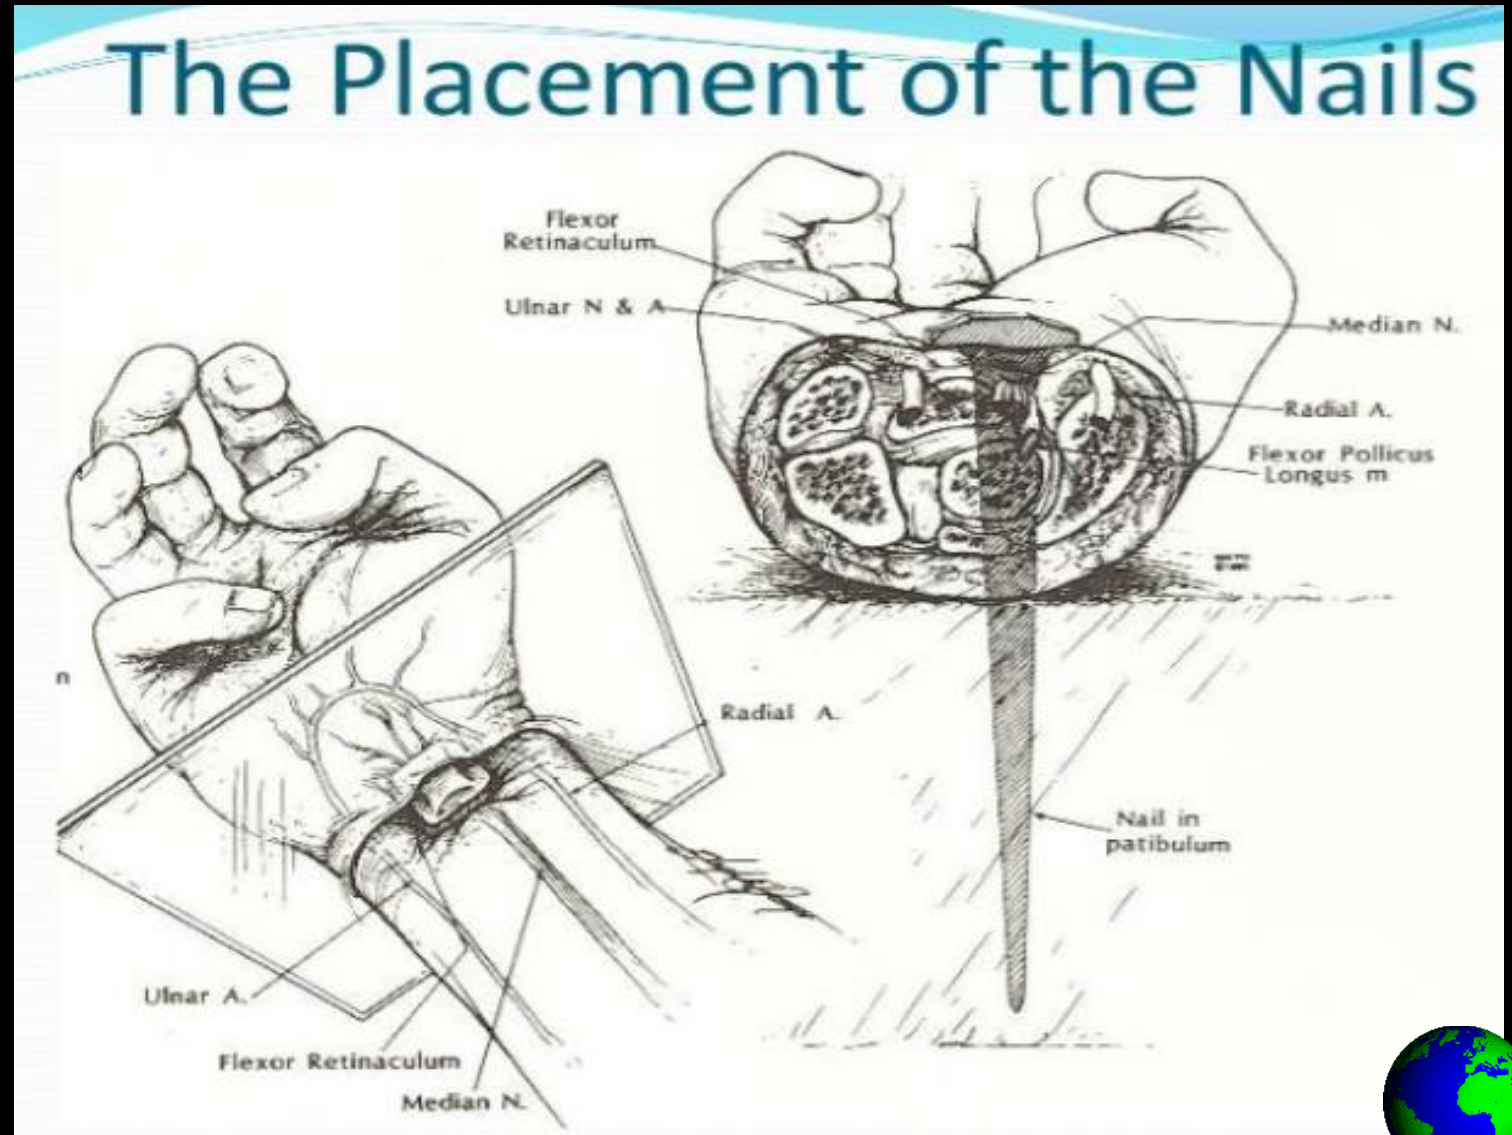 The Placement of the Nails
Flexor
Retinaculum
Ulnar N & A
Median N.
Radial A.
Flexor Pollicus
Longus m
n
Radial A.
Nail in
patibulum
Ulnar A.
Flexor Retinaculum
Median N.